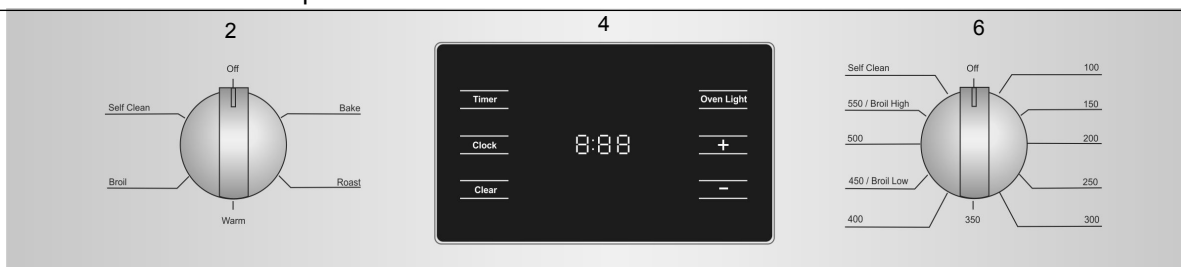 2
4
6
Off
Self Clean
Bake
Broil
Roast
Warm
Timer
Clock
Clear
8:88
Oven Light
+
-
Off
Self Clean
100
550 / Broil High
150
500
200
450 / Broil Low
250
400
350
300